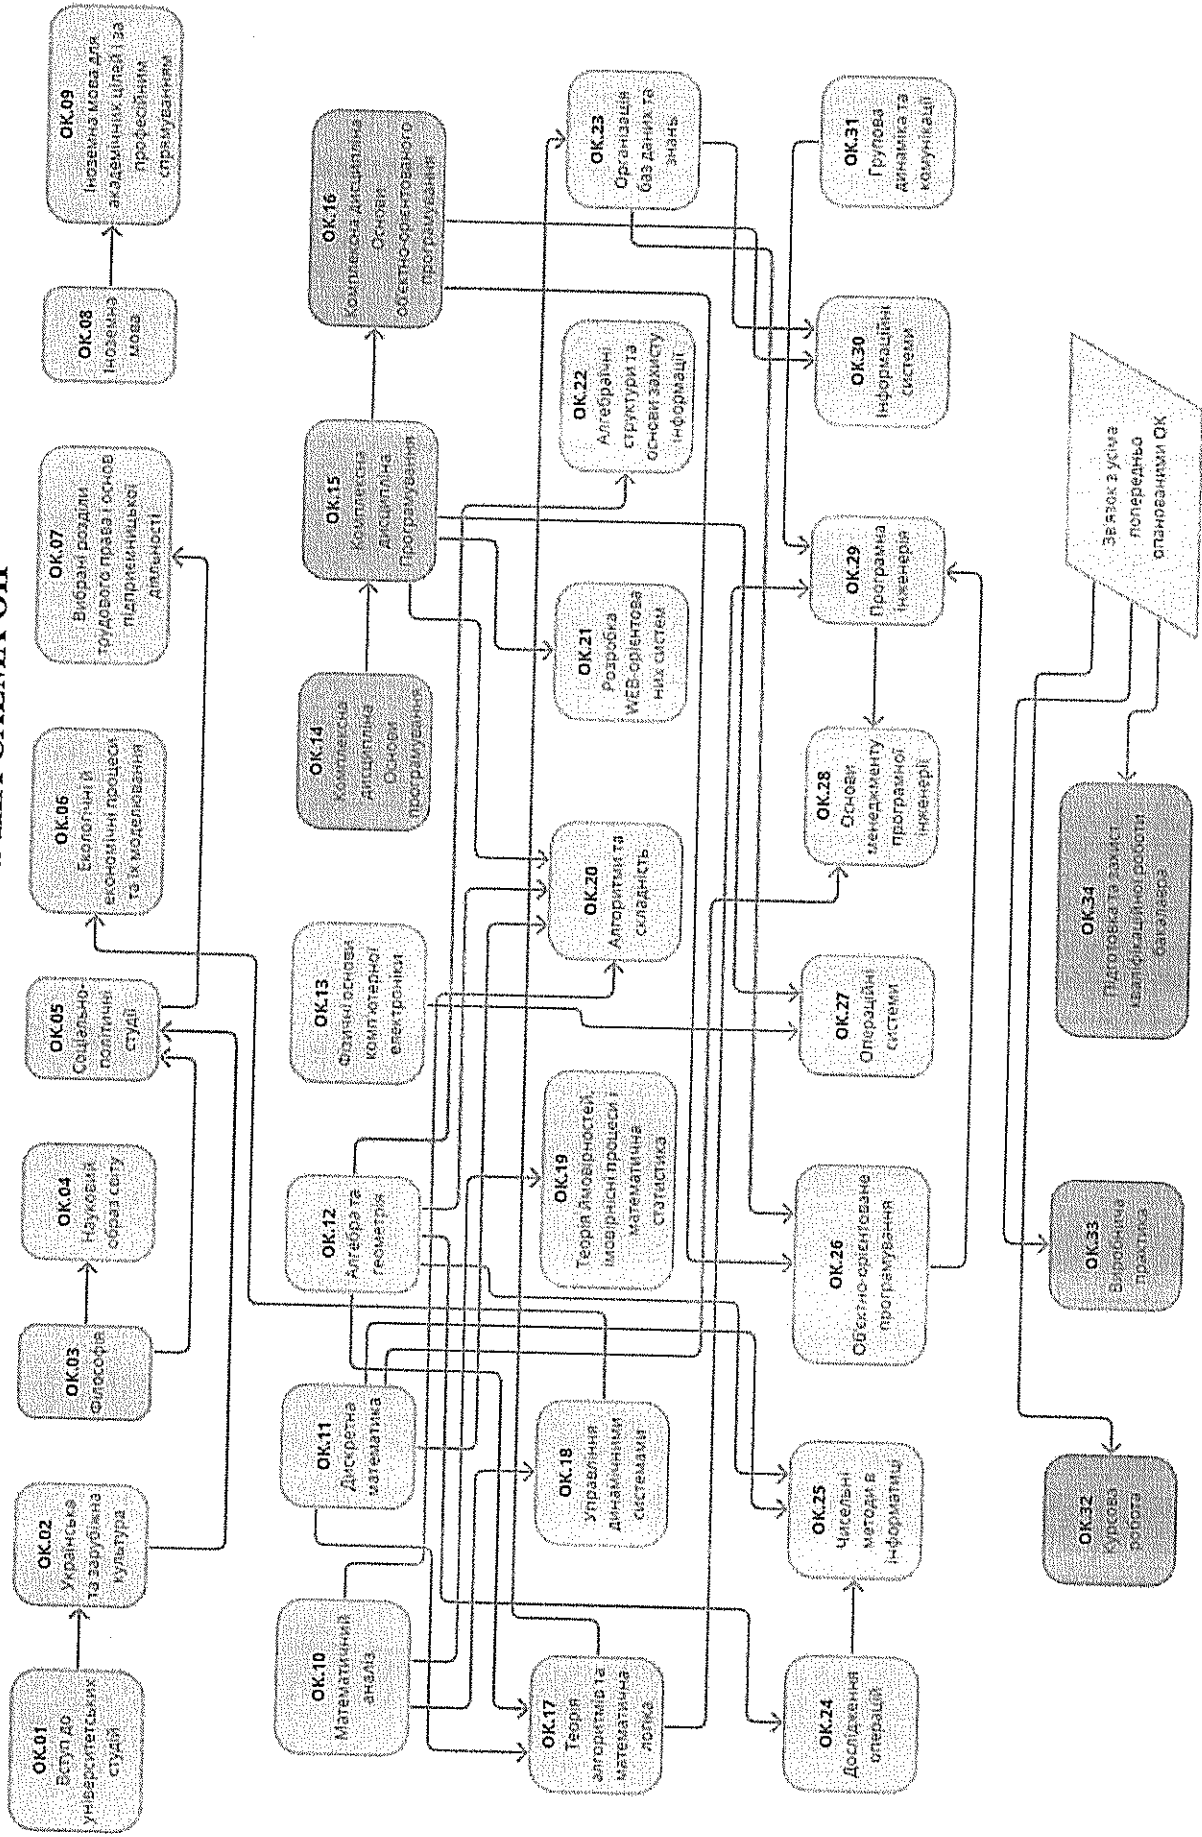 ОК.01
Вступ до
університетських
студій
ОК.02
Українська
та зарубіжна
культура
ОК.03
Філософія
ОК.04
Науковий
образ світу
ОК.05
Соціально-
політичні
студії
ОК.06
Екологічні й
економічні процеси
та їх моделювання
ОК.07
Вибрані розділи
трудового права і основ
підприємницької
діяльності
ОК.08
Іноземна
мова
ОК.09
Іноземна мова для
академічних цілей і за
професійним
спрямуванням
ОК.10
Математичний
аналіз
ОК.11
Дискретна
математика
ОК.12
Алгебра та
геометрія
ОК.13
Фізичні основи
комп'ютерної
електроніки
ОК.14
Комплексна
дисципліна
Основи
програмування
ОК.15
Комплексна
дисципліна
Програмування
ОК.16
Комплексна дисципліна
Основи
об'єктно-орієнтованого
програмування
ОК.17
Теорія
алгоритмів та
математична
логіка
ОК.18
Управління
динамічними
системами
ОК.19
Теорія ймовірностей,
імовірнісні процеси і
математична
статистика
ОК.20
Алгоритми та
складність
ОК.21
Розробка
WEB-орієнтова
них систем
ОК.22
Алгебраїчні
структури та
основи захисту
інформації
ОК.23
Організація
баз даних та
знань
ОК.24
Дослідження
операцій
ОК.25
Чисельні
методи в
інформатиці
ОК.26
Об'єктно-орієнтоване
програмування
ОК.27
Операційні
системи
ОК.28
Основи
менеджменту
програмної
інженерії
ОК.29
Програмна
інженерія
ОК.30
Інформаційні
системи
ОК.31
Групова
динаміка та
комунікації
ОК.32
Курсова
робота
ОК.33
Виробнича
практика
ОК.34
Підготовка та захист
кваліфікаційної роботи
бакалавра
Зв'язок з усіма
попередньо
опанованими ОК